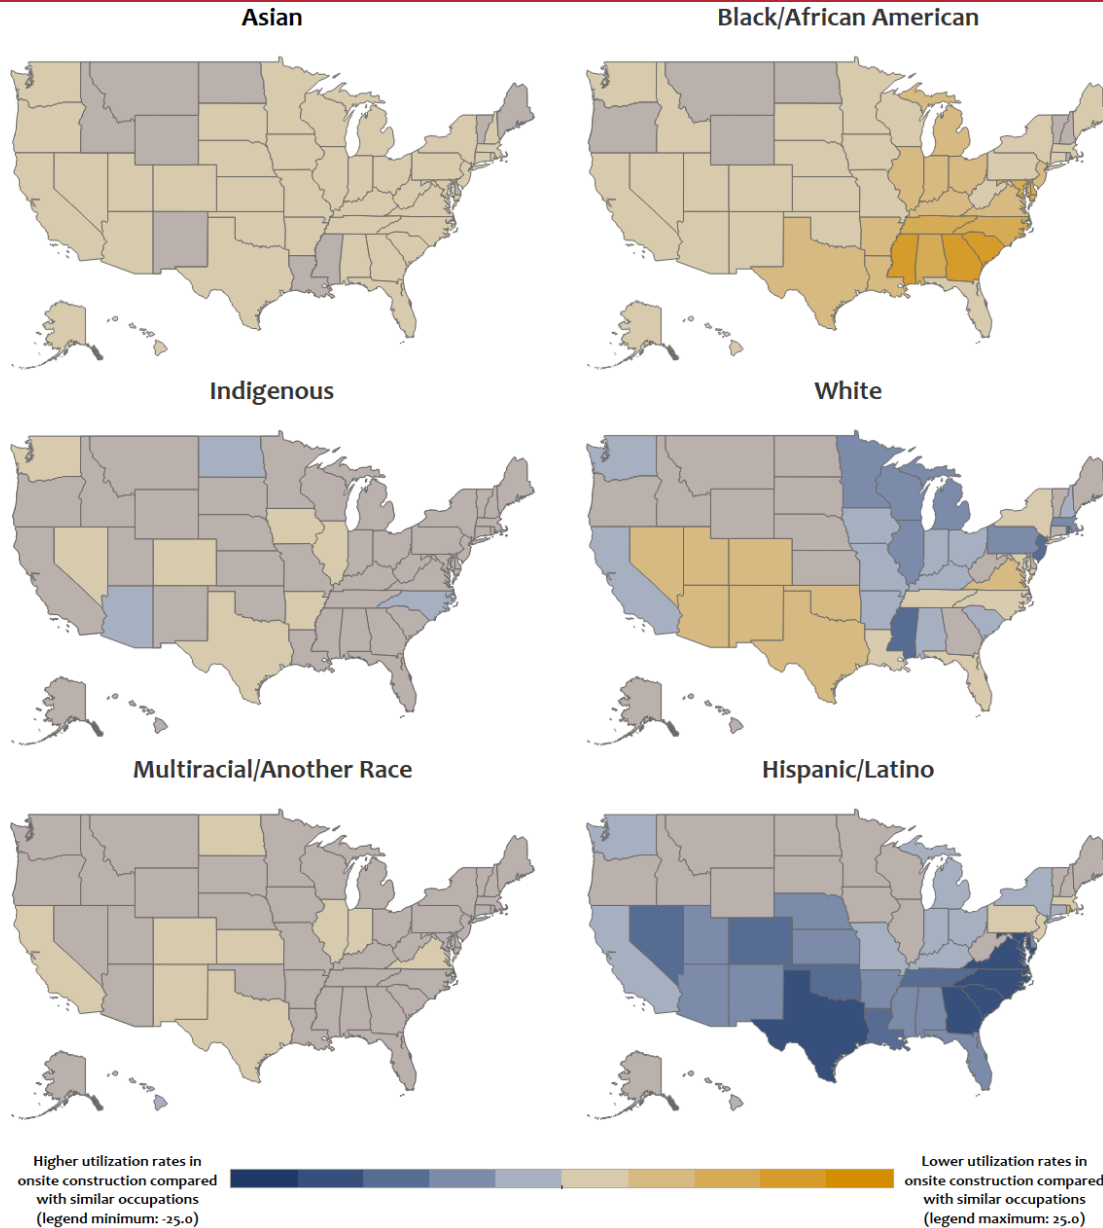 Asian
Black/African American
Indigenous
White
Multiracial/Another Race
Hispanic/Latino
Higher utilization rates in
onsite construction compared
with similar occupations
(legend minimum: -25.0)
Lower utilization rates in
onsite construction compared
with similar occupations
(legend maximum: 25.0)